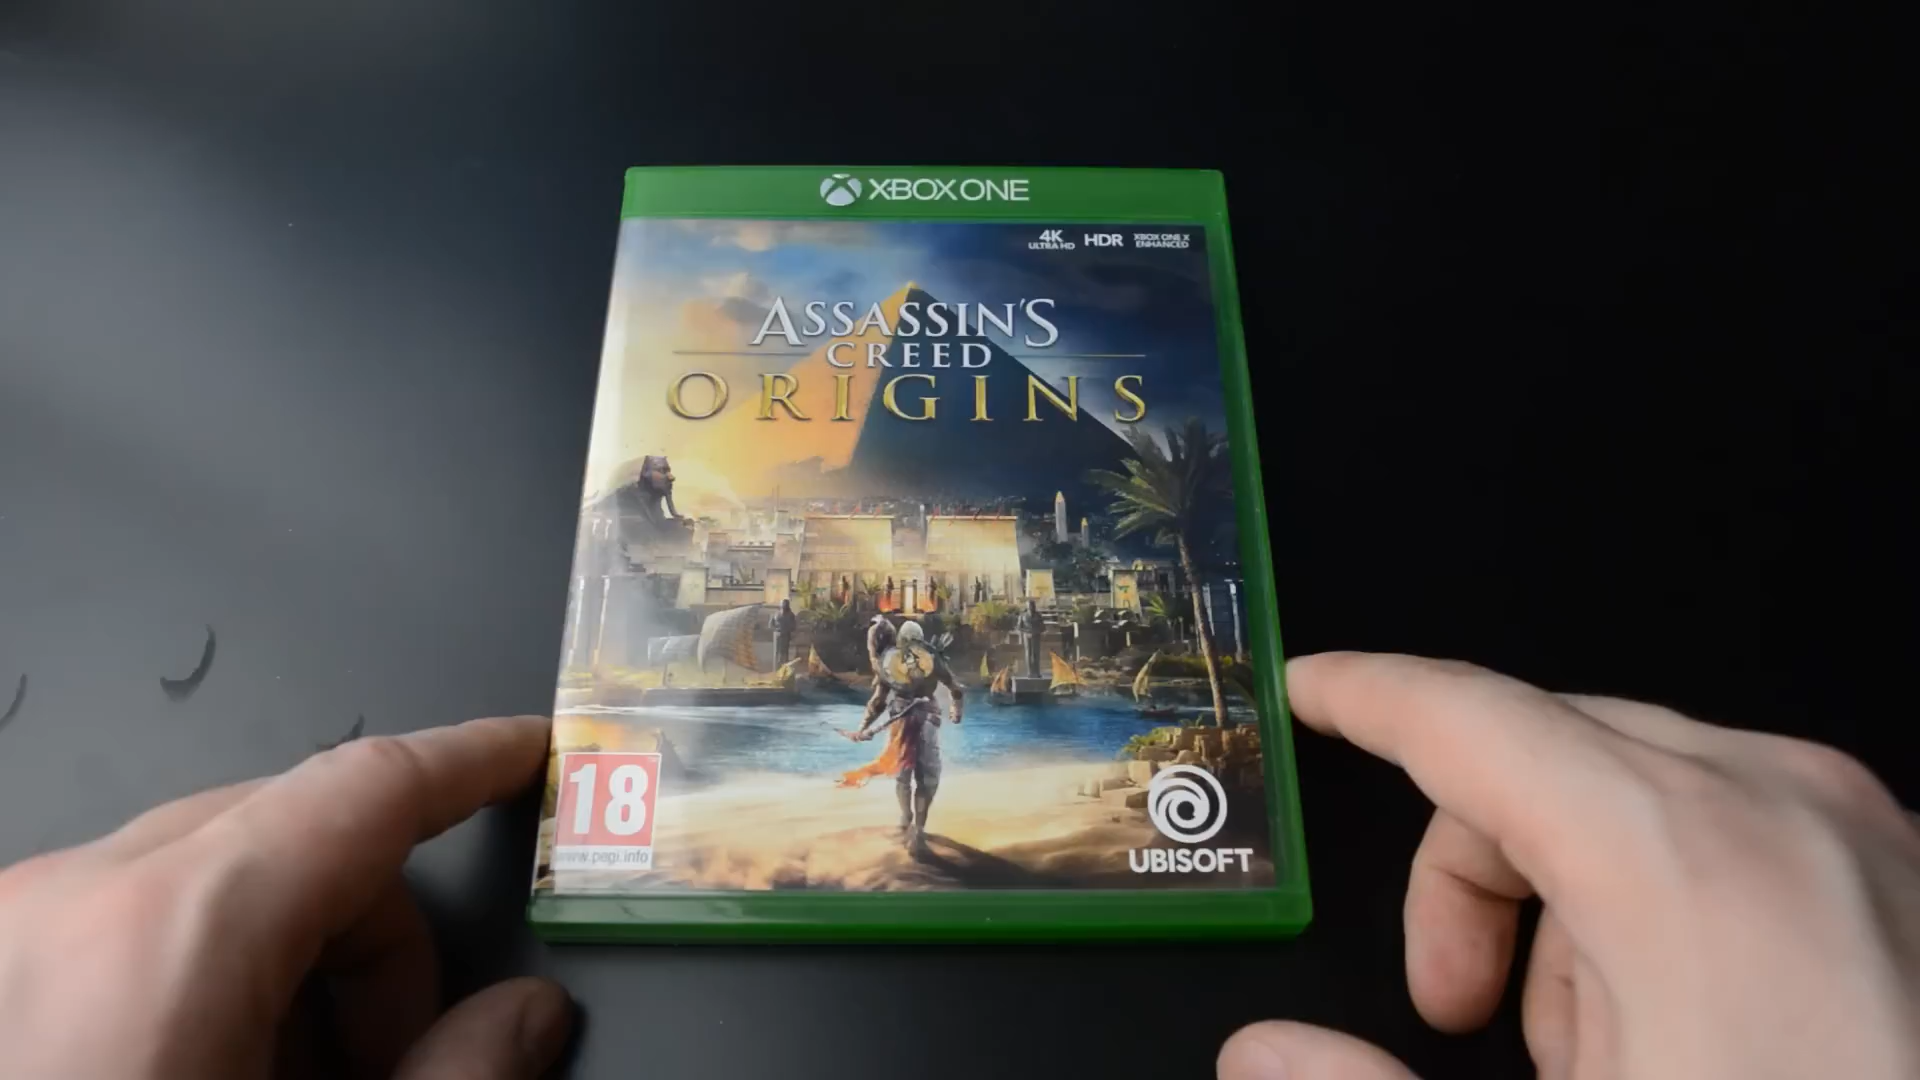 XBOX ONE
4K HDR XBOX ONE X
ULTRA HD ENHANCED
ASSASSIN'S
CREED
ORIGINS
18
www.pegi.info
UBISOFT